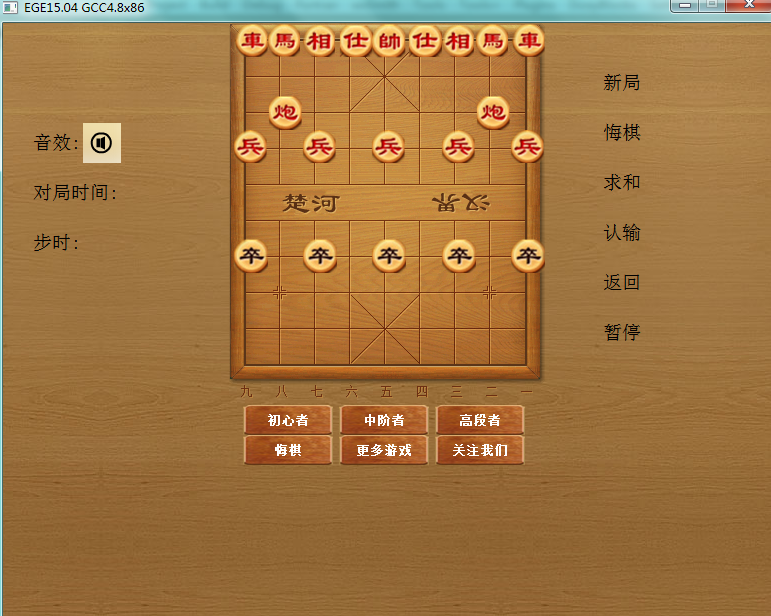 EGE15.04 GCC4.8x86
車馬相仕帥仕相馬車
炮 炮
兵 兵 兵 兵 兵
楚河 汉界
卒 卒 卒 卒 卒
九 八 七 六 五 四 三 二 一
初心者 中阶者 高段者
悔棋 更多游戏 关注我们
音效:
对局时间:
步时:
新局
悔棋
求和
认输
返回
暂停